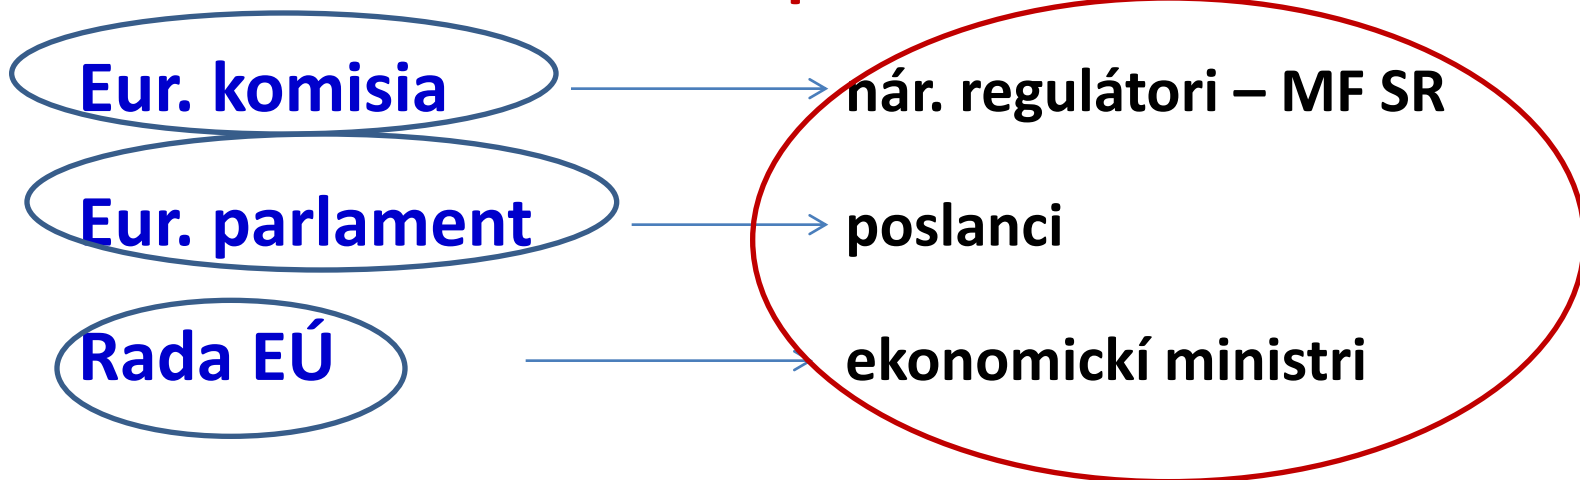 Eur. komisia nár. regulátori – MF SR
Eur. parlament poslanci
Rada EÚ ekonomickí ministri